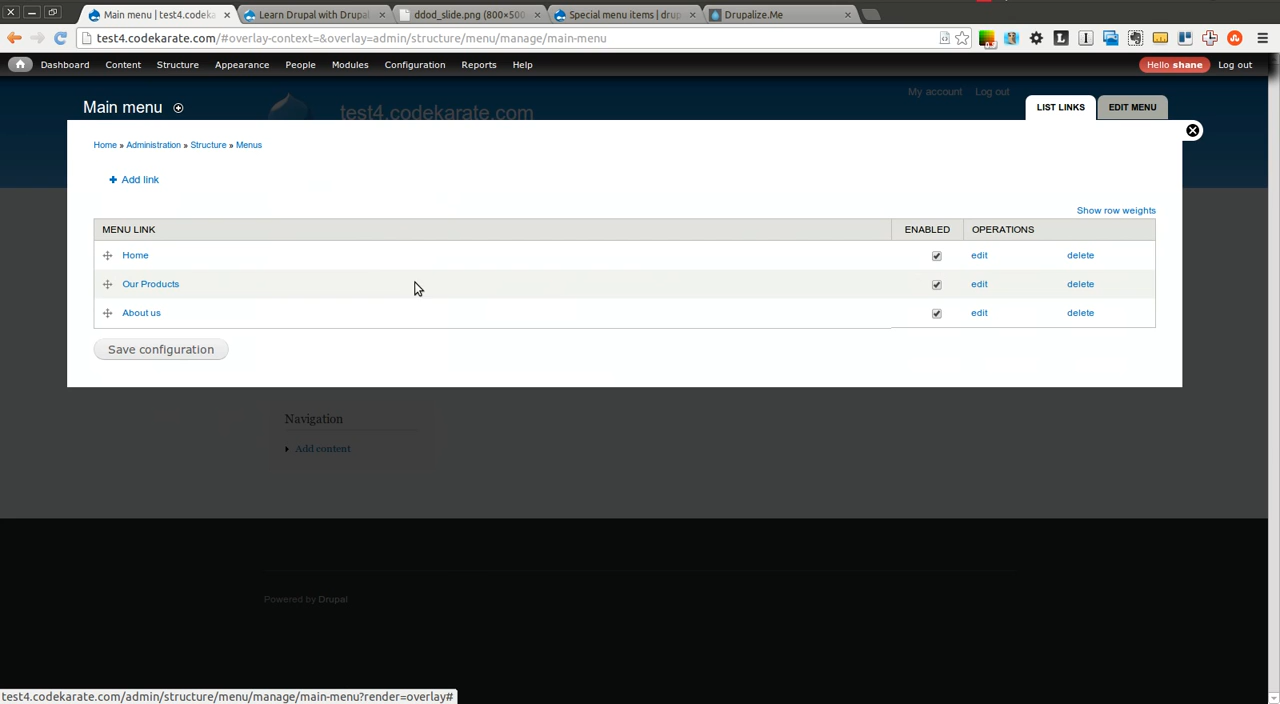 Main menu | test4.codeka
Learn Drupal with Drupal
ddod_slide.png (800×500
Special menu items | drup
Drupalize.Me
test4.codekarate.com/#overlay-context=&overlay=admin/structure/menu/manage/main-menu
Dashboard Content Structure Appearance People Modules Configuration Reports Help
Hello shane Log out
My account Log out
Main menu
test4.codekarate.com
LIST LINKS EDIT MENU
Home » Administration » Structure » Menus
Add link
Show row weights
MENU LINK ENABLED OPERATIONS
Home edit delete
Our Products edit delete
About us edit delete
Save configuration
Navigation
Add content
Powered by Drupal
test4.codekarate.com/admin/structure/menu/manage/main-menu?render=overlay#